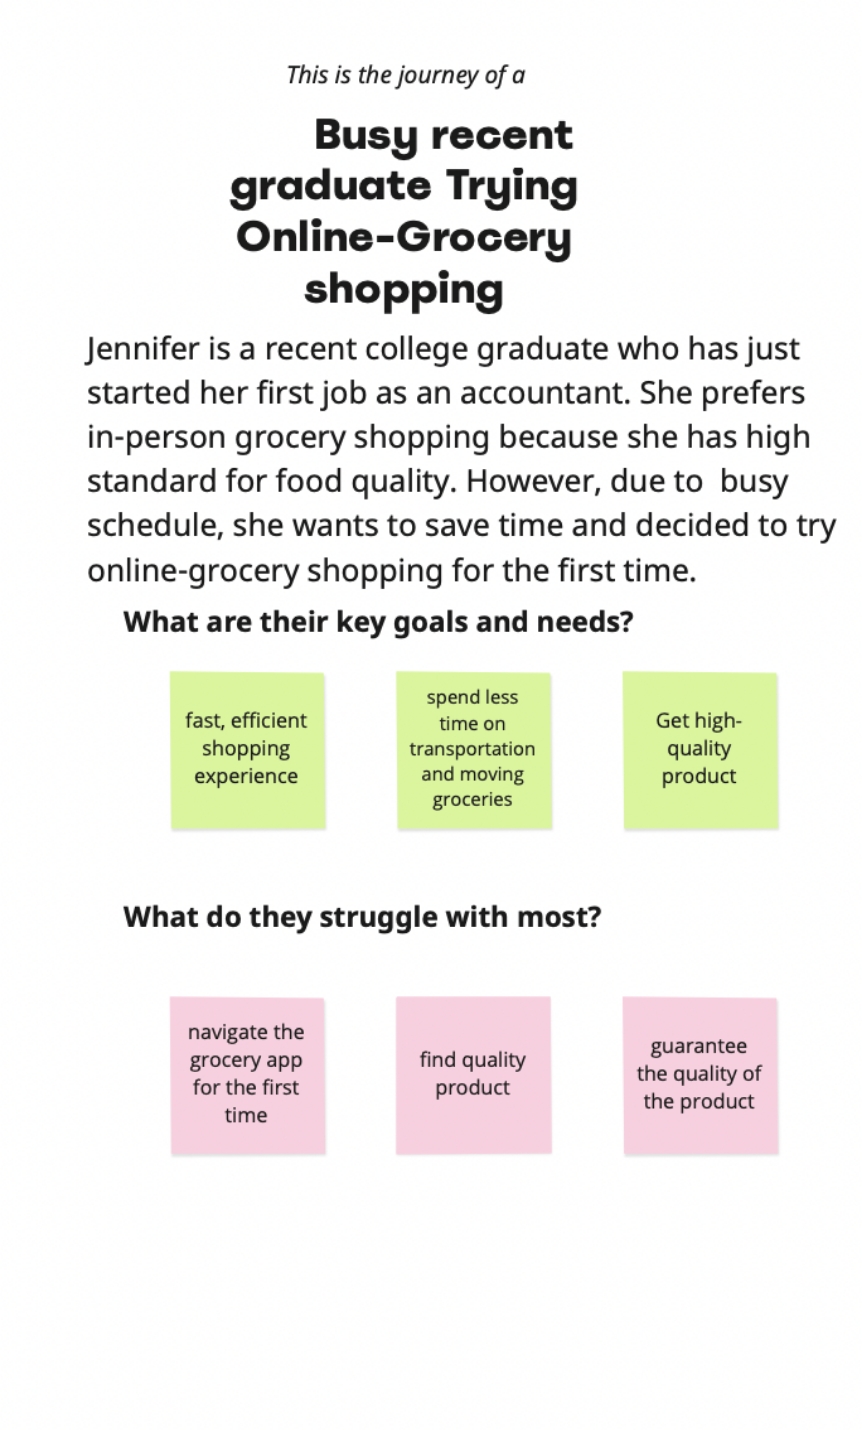 This is the journey of a
Busy recent
graduate Trying
Online-Grocery
shopping
Jennifer is a recent college graduate who has just
started her first job as an accountant. She prefers
in-person grocery shopping because she has high
standard for food quality. However, due to  busy
schedule, she wants to save time and decided to try
online-grocery shopping for the first time.
What are their key goals and needs?
fast, efficient
shopping
experience
spend less
time on
transportation
and moving
groceries
Get high-
quality
product
What do they struggle with most?
navigate the
grocery app
for the first
time
find quality
product
guarantee
the quality of
the product